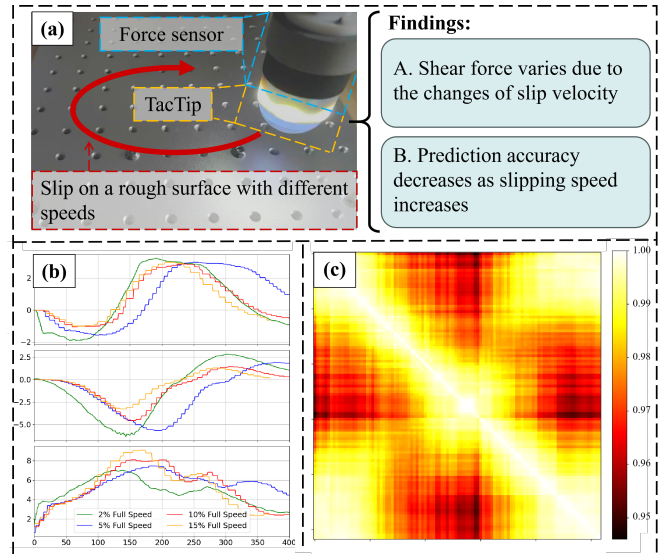 (a)
Force sensor
TacTip
Slip on a rough surface with different
speeds
Findings:
A. Shear force varies due to
the changes of slip velocity
B. Prediction accuracy
decreases as slipping speed
increases
(b)
2
0
−2
0.0
−2.5
−5.0
8
6
4
2
2% Full Speed
10% Full Speed
5% Full Speed
15% Full Speed
0 50 100 150 200 250 300 350 400
(c)
1.00
0.99
0.98
0.97
0.96
0.95